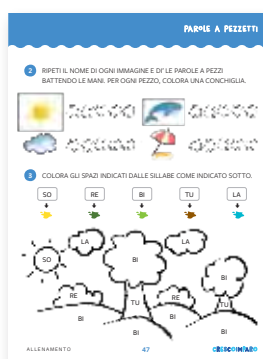 PAROLE A PEZZETTI
2 RIPETI IL NOME DI OGNI IMMAGINE E DI' LE PAROLE A PEZZI
BATTENDO LE MANI. PER OGNI PEZZO, COLORA UNA CONCHIGLIA.
3 COLORA GLI SPAZI INDICATI DALLE SILLABE COME INDICATO SOTTO.
SO RE BI TU LA
LA LA
SO BI
BI
RE TU RE TU
BI BI
BI BI
ALLENAMENTO 47